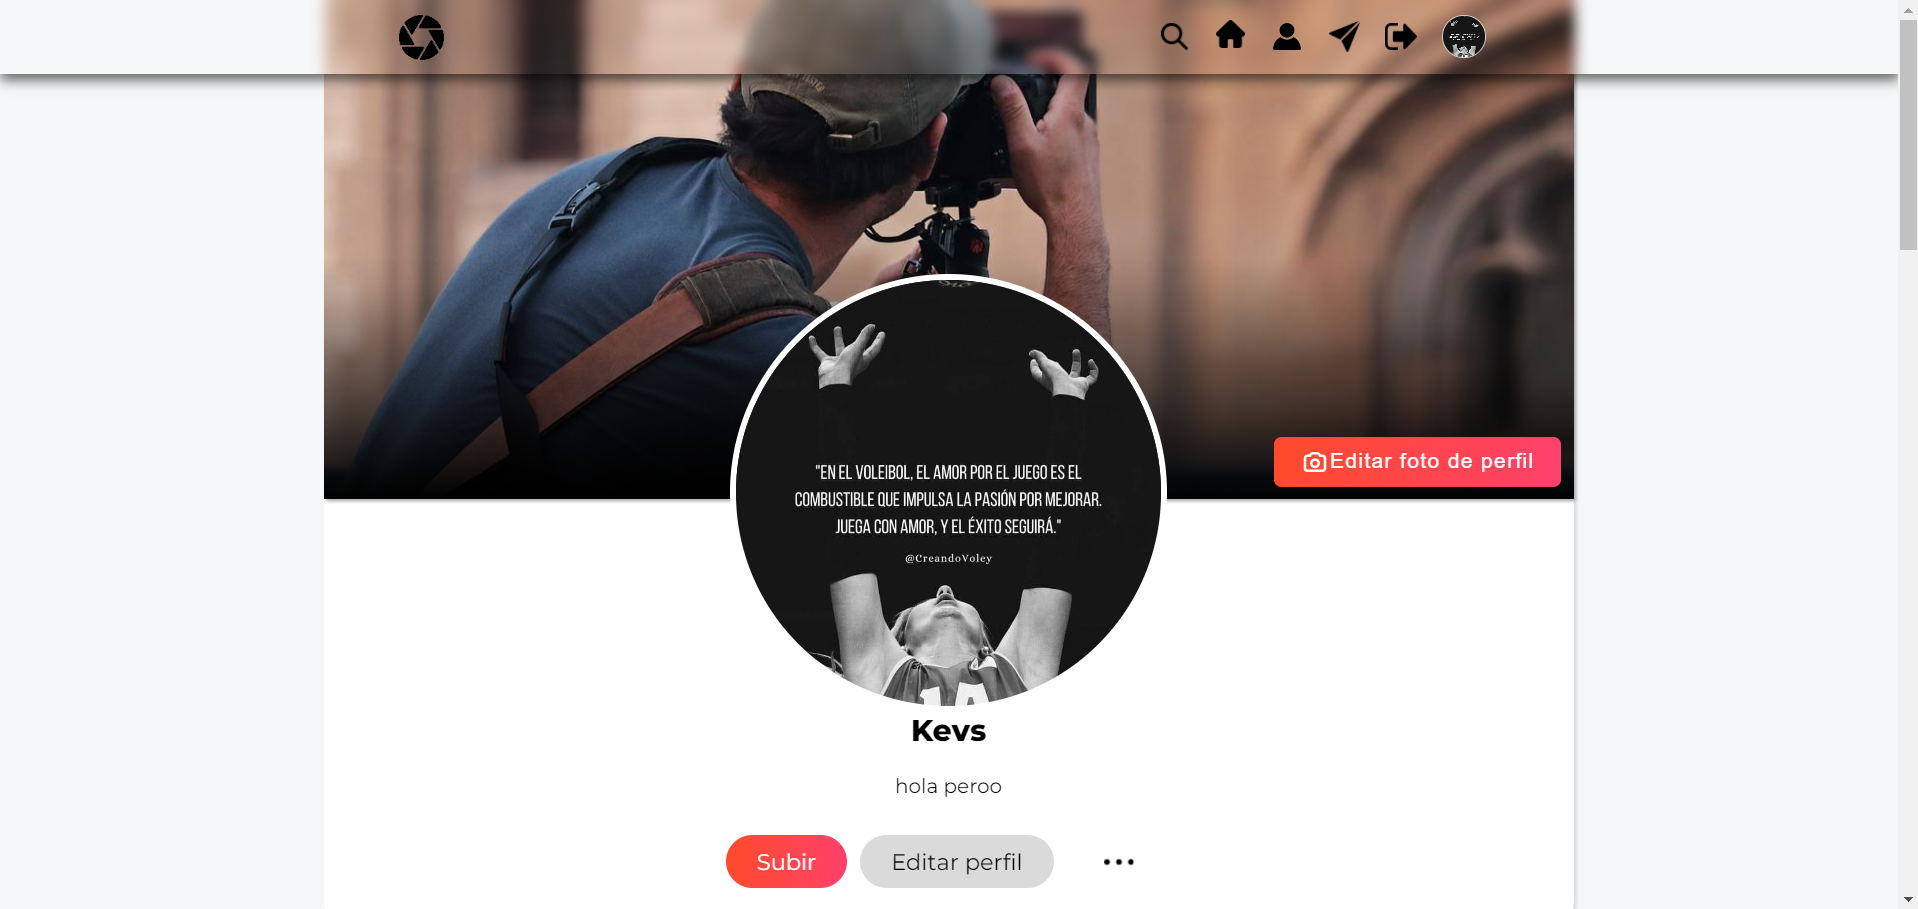 Editar foto de perfil
"EN EL VOLEIBOL, EL AMOR POR EL JUEGO ES EL
COMBUSTIBLE QUE IMPULSA LA PASIÓN POR MEJORAR.
JUEGA CON AMOR, Y EL ÉXITO SEGUIRÁ."
@CreandoVoley
Kevs
hola peroo
Subir
Editar perfil